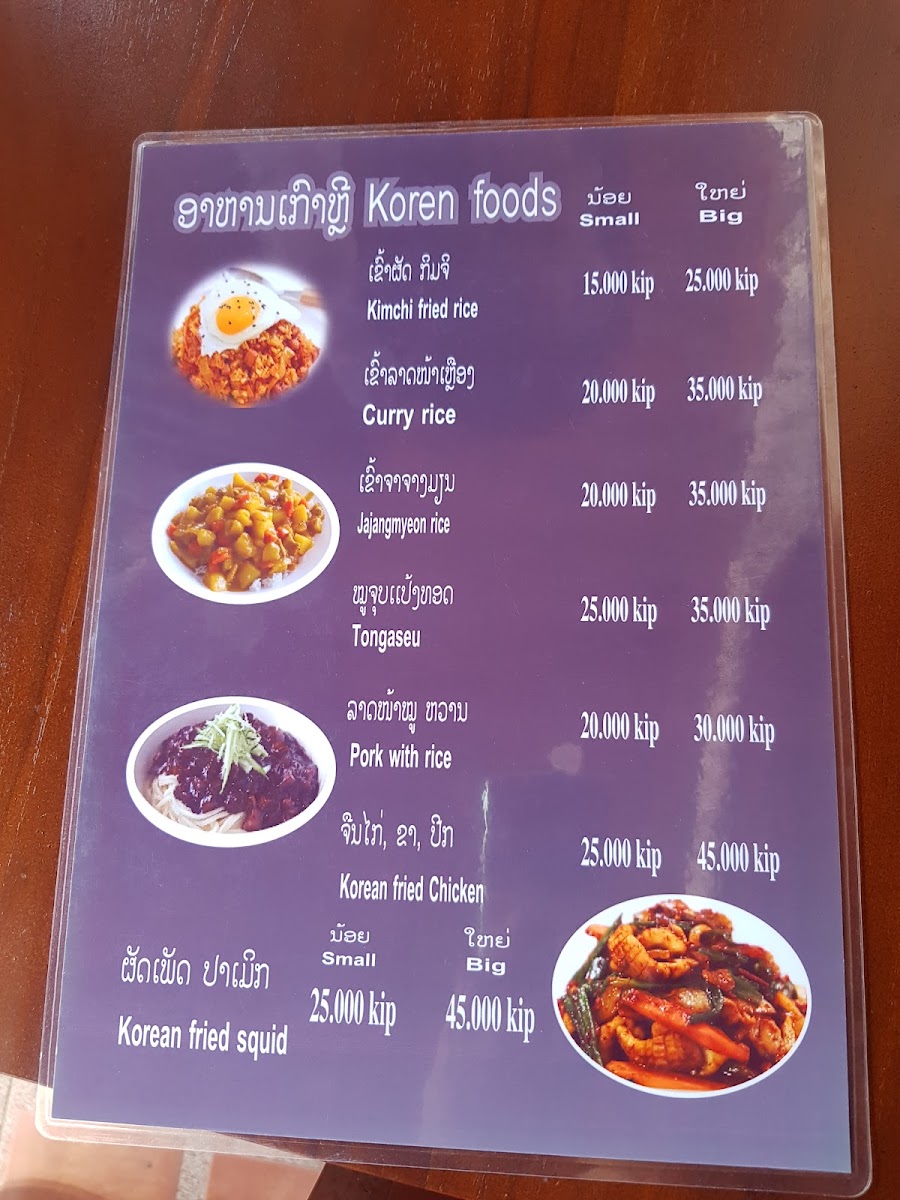 ອາຫານເກົາຫຼີ Koren foods
ນ້ອຍ ໃຫຍ່
Small Big
ເຂົ້າຜັດ ກິມຈິ
Kimchi fried rice
15.000 kip 25.000 kip
ເຂົ້າລາດໜ້າເຫຼືອງ
Curry rice
20.000 kip 35.000 kip
ເຂົ້າຈາຈາງມຽນ
Jajangmyeon rice
20.000 kip 35.000 kip
ໝູຈຸບແປ້ງທອດ
Tongaseu
25.000 kip 35.000 kip
ລາດໜ້າໝູ ຫວານ
Pork with rice
20.000 kip 30.000 kip
ຈືນໄກ່, ຂາ, ປີກ
Korean fried Chicken
25.000 kip 45.000 kip
ນ້ອຍ ໃຫຍ່
Small Big
ຜັດເພັດ ປາເມິກ
Korean fried squid
25.000 kip 45.000 kip